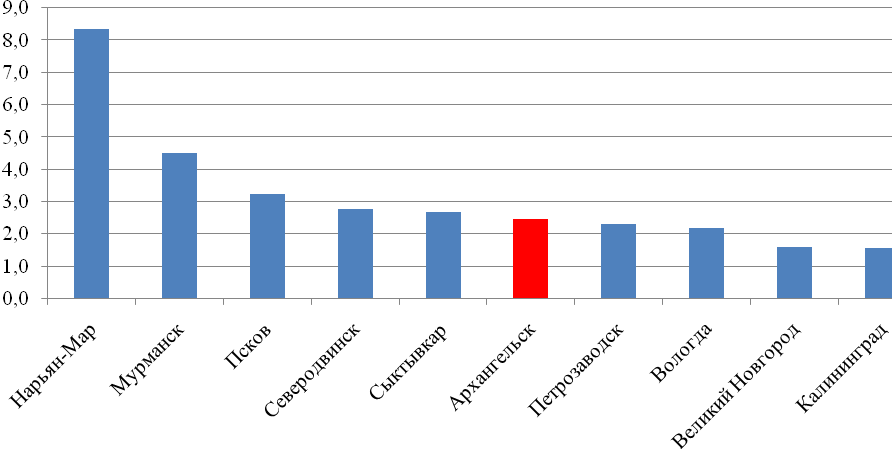 9,0
8,0
7,0
6,0
5,0
4,0
3,0
2,0
1,0
0,0
Нарьян-Мар
Мурманск
Псков
Северодвинск
Сыктывкар
Архангельск
Петрозаводск
Вологда
Великий Новгород
Калининград